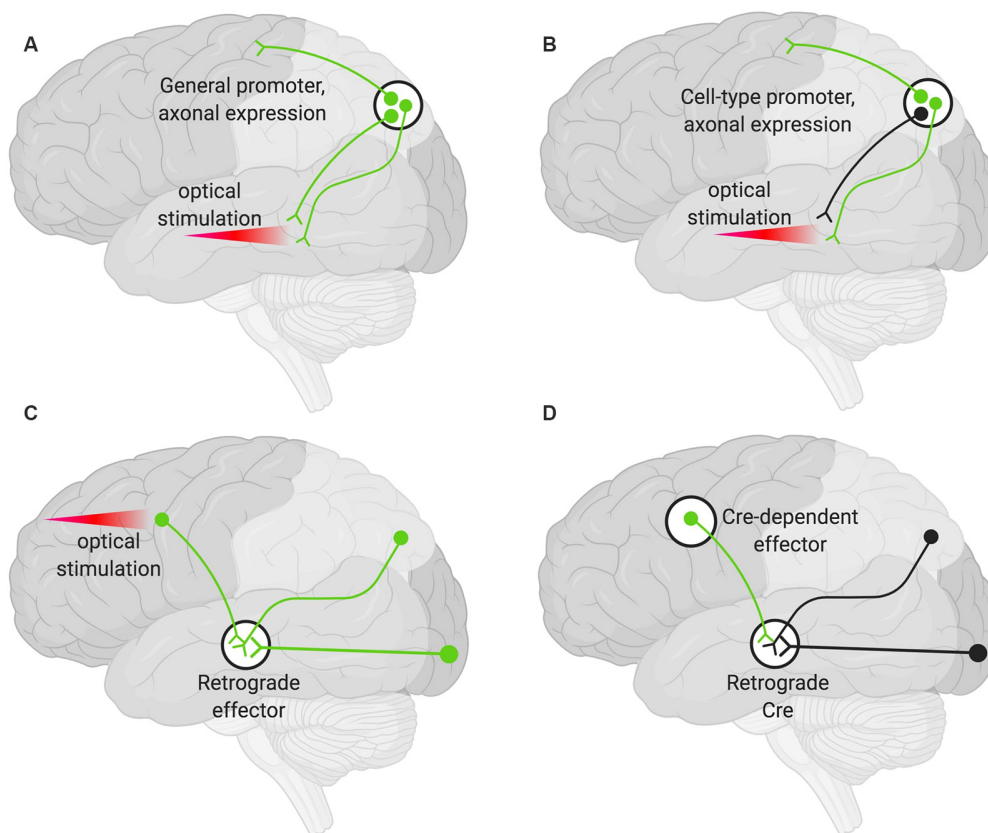 A
General promoter,
axonal expression
optical
stimulation
B
Cell-type promoter,
axonal expression
optical
stimulation
C
optical
stimulation
Retrograde
effector
D
Cre-dependent
effector
Retrograde
Cre